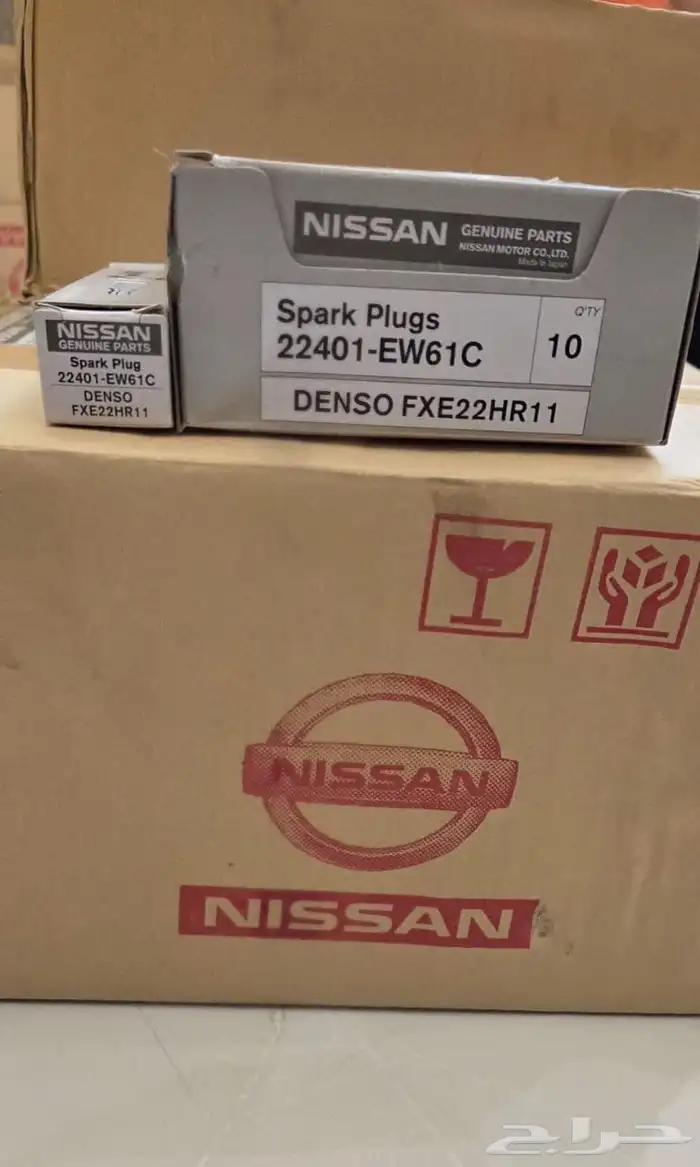 NISSAN GENUINE PARTS
NISSAN MOTOR CO.,LTD.
Made in Japan
Spark Plugs
22401-EW61C
Q'TY
10
DENSO FXE22HR11
NISSAN
GENUINE PARTS
Spark Plug
22401-EW61C
DENSO
FXE22HR11
NISSAN
NISSAN
حراج